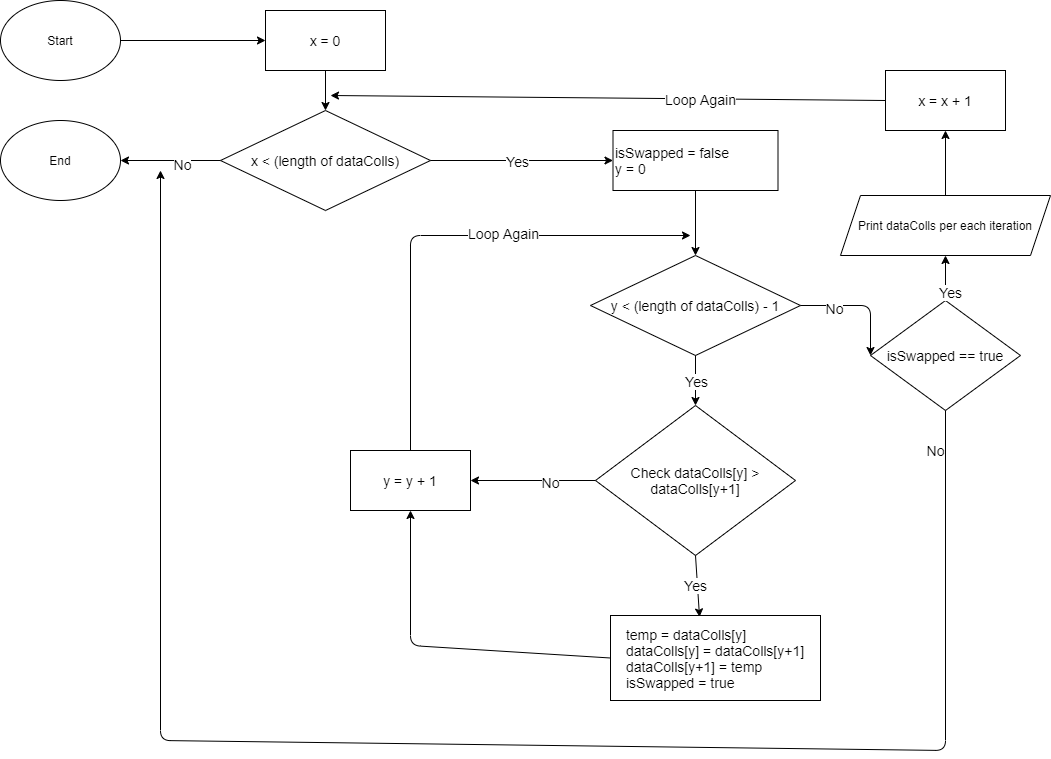 Start
x = 0
Loop Again
x = x + 1
End
No
x < (length of dataColls)
Yes
isSwapped = false
y = 0
Print dataColls per each iteration
Loop Again
Yes
y < (length of dataColls) - 1
No
isSwapped == true
Yes
No
y = y + 1
No
Check dataColls[y] >
dataColls[y+1]
Yes
temp = dataColls[y]
dataColls[y] = dataColls[y+1]
dataColls[y+1] = temp
isSwapped = true